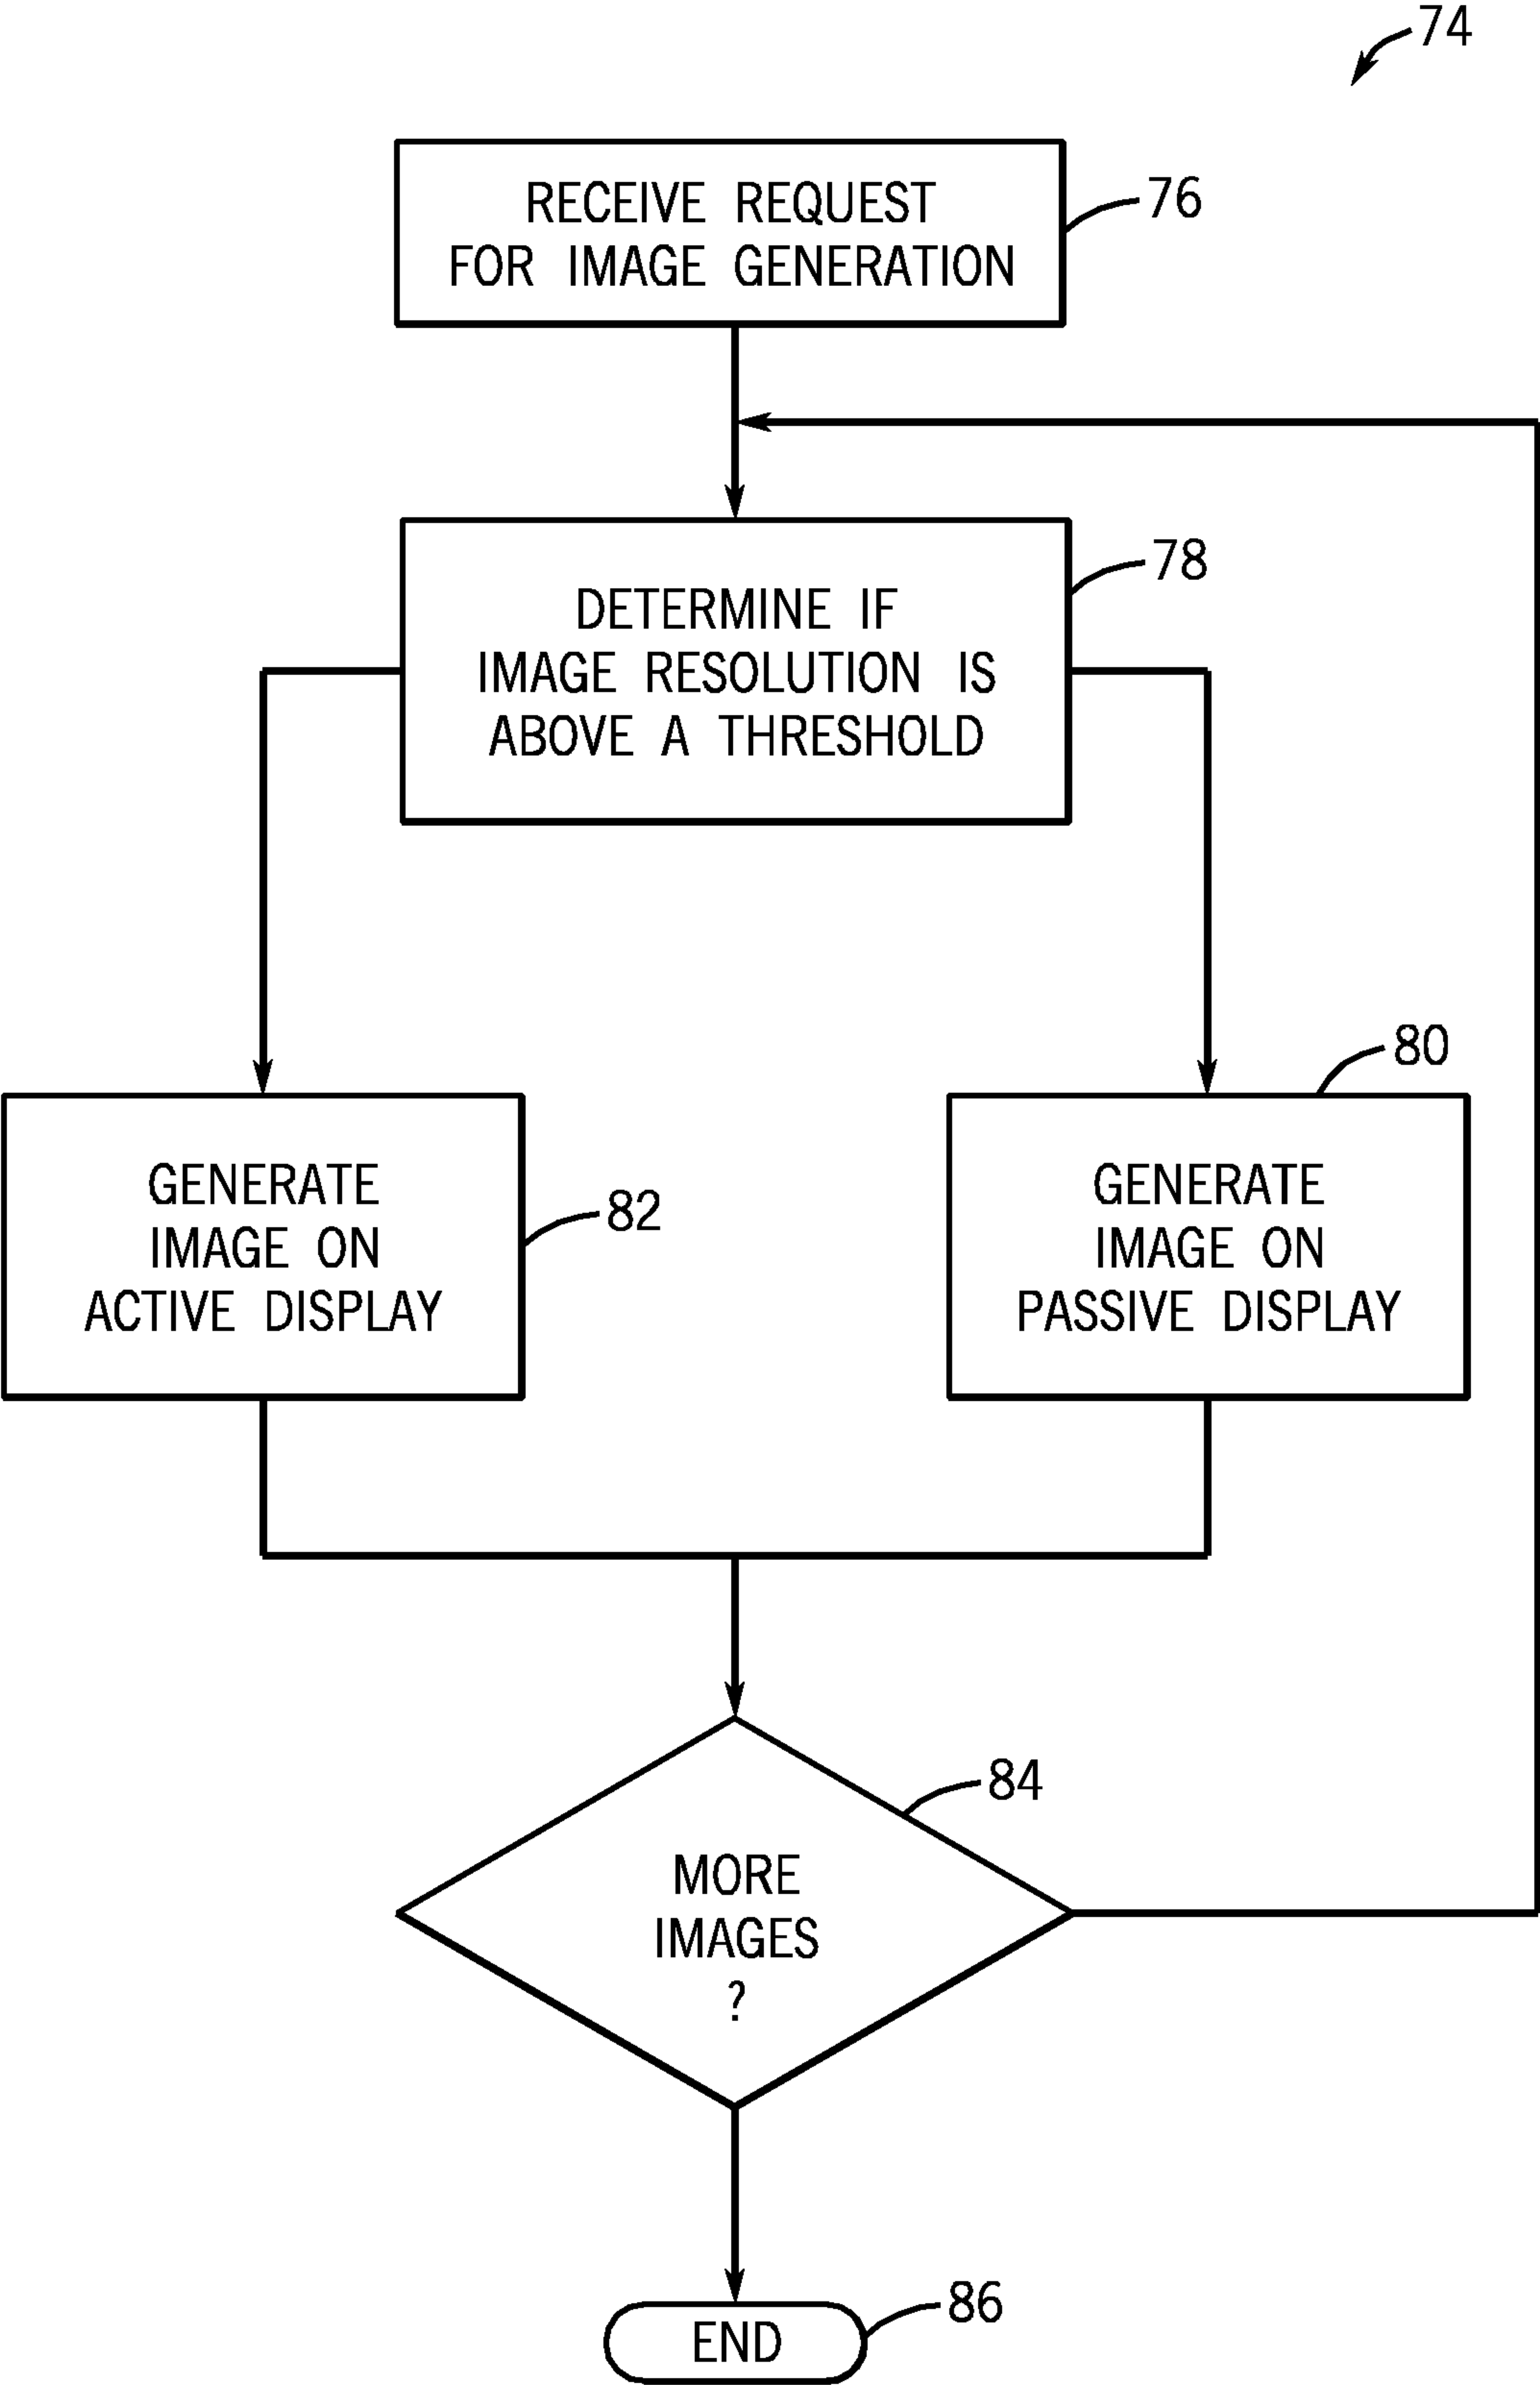 74
RECEIVE REQUEST
FOR IMAGE GENERATION
76
DETERMINE IF
IMAGE RESOLUTION IS
ABOVE A THRESHOLD
78
GENERATE
IMAGE ON
ACTIVE DISPLAY
82
GENERATE
IMAGE ON
PASSIVE DISPLAY
80
MORE
IMAGES
?
84
END
86